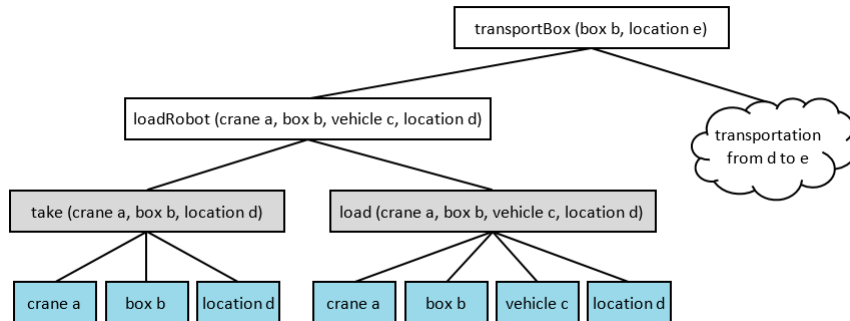 transportBox (box b, location e)
loadRobot (crane a, box b, vehicle c, location d)
transportation
from d to e
take (crane a, box b, location d)
load (crane a, box b, vehicle c, location d)
crane a
box b
location d
crane a
box b
vehicle c
location d